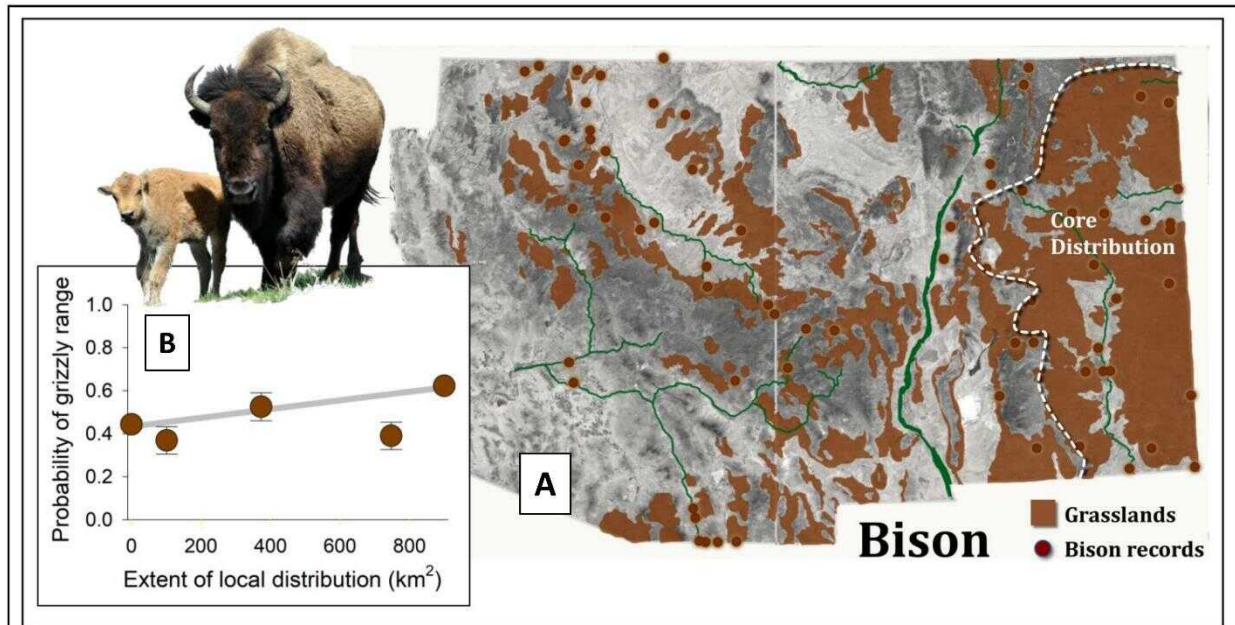 Core
Distribution
A
Bison
Grasslands
Bison records
B
Probability of grizzly range
1.0
0.8
0.6
0.4
0.2
0.0
0
200
400
600
800
Extent of local distribution (km²)